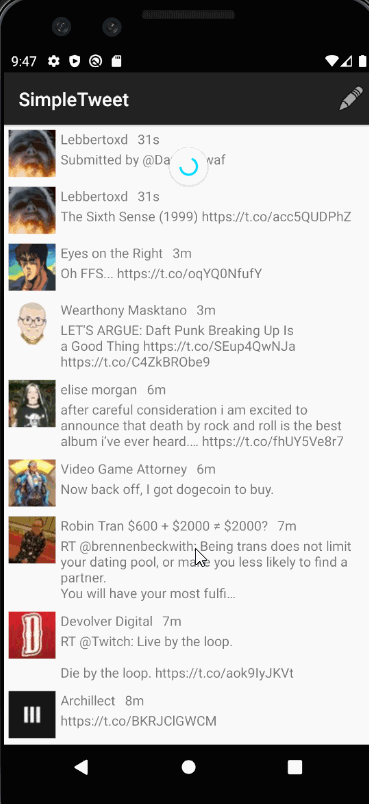 9:47
SimpleTweet
Lebbertoxd 31s
Submitted by @Da waf
Lebbertoxd 31s
The Sixth Sense (1999) https://t.co/acc5QUDPhZ
Eyes on the Right 3m
Oh FFS... https://t.co/oqYQ0NfufY
Wearthony Masktano 3m
LET'S ARGUE: Daft Punk Breaking Up Is
a Good Thing https://t.co/SEup4QwNJa
https://t.co/C4ZkBRObe9
elise morgan 6m
after careful consideration i am excited to
announce that death by rock and roll is the best
album i've ever heard.... https://t.co/fhUY5Ve8r7
Video Game Attorney 6m
Now back off, I got dogecoin to buy.
Robin Tran $600 + $2000 ≠ $2000? 7m
RT @brennenbeckwith: Being trans does not limit
your dating pool, or make you less likely to find a
partner.
You will have your most fulfi...
Devolver Digital 7m
RT @Twitch: Live by the loop.
Die by the loop. https://t.co/aok9IyJKVt
Archillect 8m
https://t.co/BKRJClGWCM